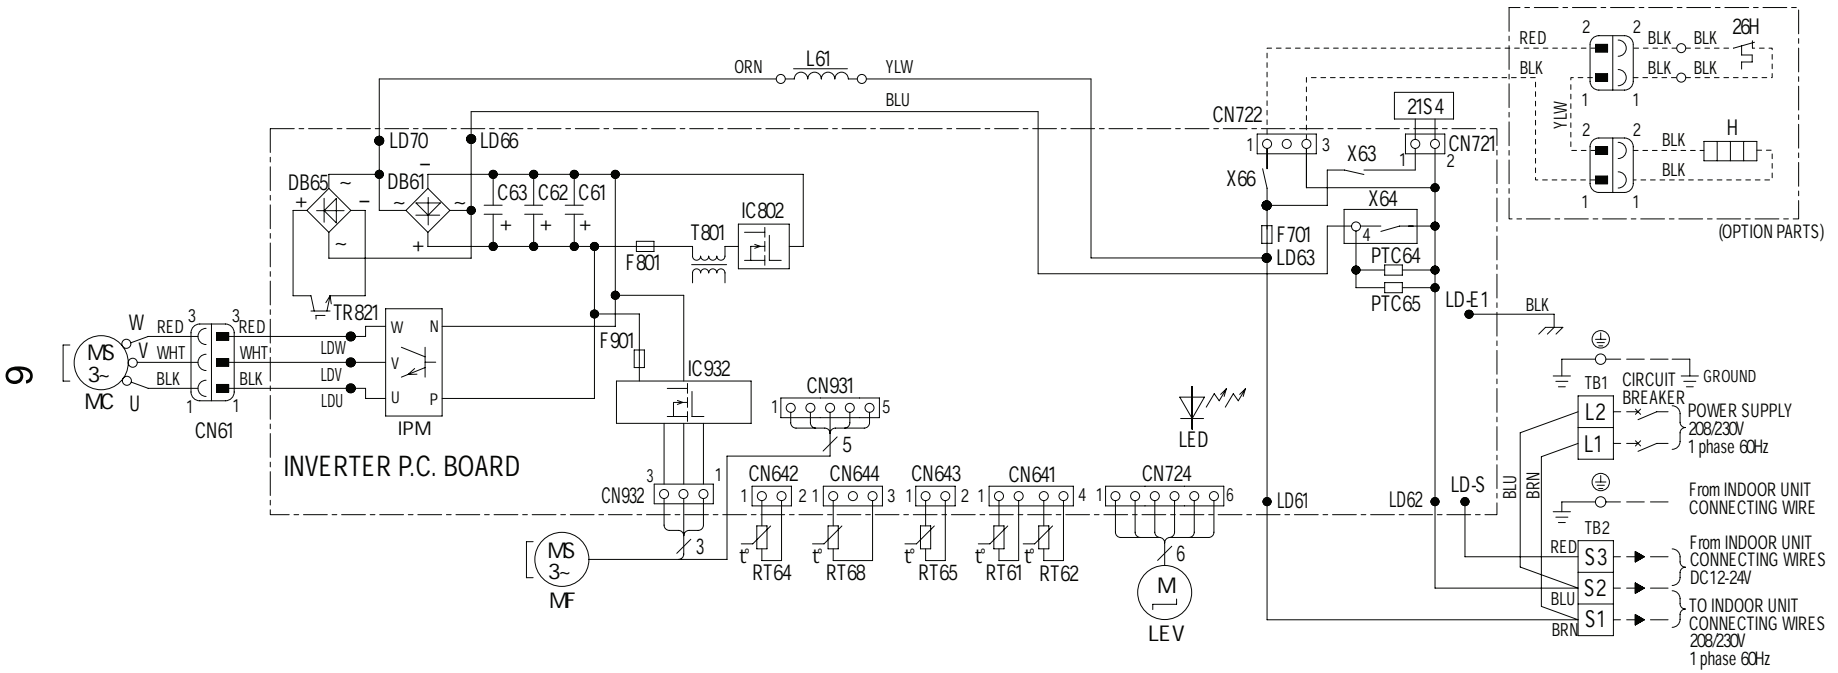 RED
2
2
BLK
BLK
26H
BLK
BLK
BLK
1
1
YLW
2
2
BLK
H
BLK
1
1
(OPTION PARTS)
ORN
L61
YLW
BLU
CN722
1
3
21S4
CN721
1
2
X63
X66
X64
4
F701
LD63
PTC64
PTC65
LD-E1
BLK
LD70
LD66
DB65
~
+
-
~
DB61
-
~
~
+
C63
C62
C61
+
+
+
F801
T801
IC802
TR821
W
RED
3
3
RED
LDW
W
N
MS
3~
V
WHT
WHT
LDV
V
MC
U
BLK
BLK
LDU
U
P
1
1
CN61
IPM
F901
IC932
CN931
1
5
5
LED
INVERTER P.C. BOARD
CN932
3
1
3
CN642
1
2
t°
RT64
CN644
1
3
t°
RT68
CN643
1
2
t°
RT65
CN641
1
4
t°
RT61
t°
RT62
CN724
1
6
6
M
LEV
MS
3~
MF
LD61
LD62
LD-S
GROUND
TB1
CIRCUIT
BREAKER
L2
L1
POWER SUPPLY
208/230V
1 phase 60Hz
BLU
BRN
From INDOOR UNIT
CONNECTING WIRE
TB2
RED
S3
From INDOOR UNIT
CONNECTING WIRES
DC12-24V
BLU
S2
BRN
S1
TO INDOOR UNIT
CONNECTING WIRES
208/230V
1 phase 60Hz
9